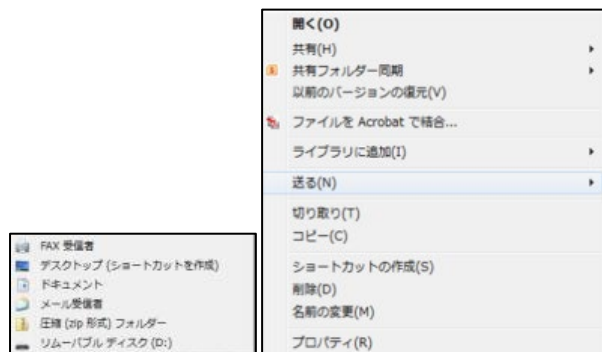 開く(O)
共有(H)
共有フォルダー同期
以前のバージョンの復元(V)
ファイルを Acrobat で結合...
ライブラリに追加(I)
送る(N)
切り取り(T)
コピー(C)
ショートカットの作成(S)
削除(D)
名前の変更(M)
プロパティ(R)
FAX 受信者
デスクトップ (ショートカットを作成)
ドキュメント
メール受信者
圧縮 (zip 形式) フォルダー
リムーバブル ディスク (D:)